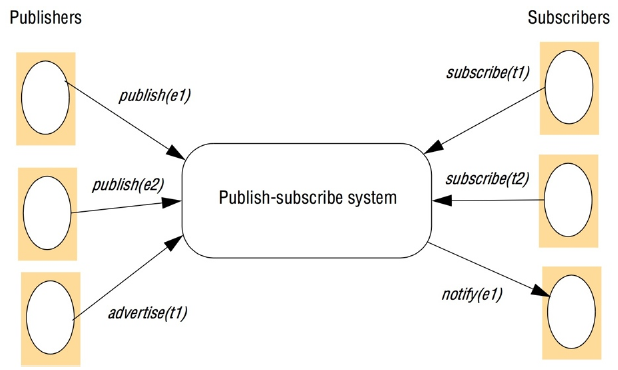 Publishers
Subscribers
subscribe(t1)
publish(e1)
publish(e2)
subscribe(t2)
Publish-subscribe system
notify(e1)
advertise(t1)